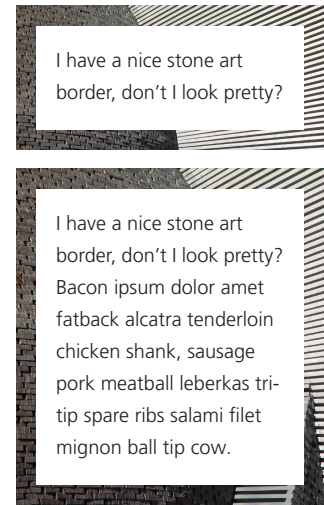 I have a nice stone art
border, don’t I look pretty?
I have a nice stone art
border, don’t I look pretty?
Bacon ipsum dolor amet
fatback alcatra tenderloin
chicken shank, sausage
pork meatball leberkas tri-
tip spare ribs salami filet
mignon ball tip cow.